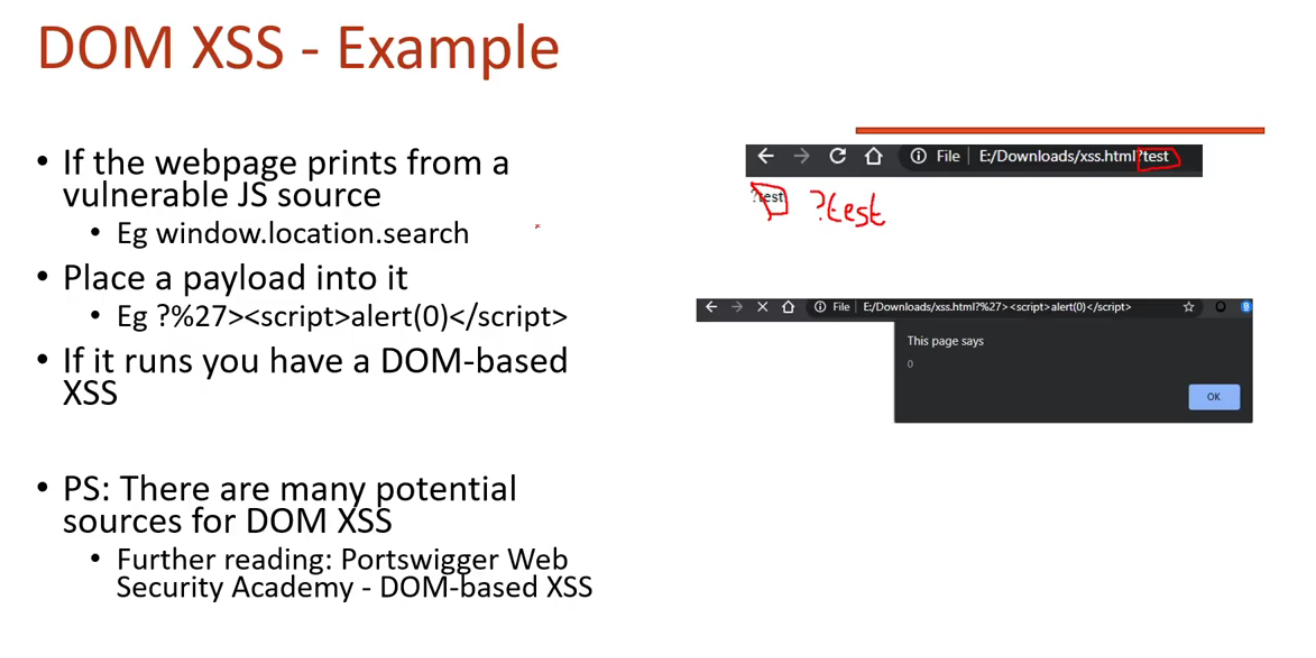 DOM XSS - Example
• If the webpage prints from a
vulnerable JS source
• Eg window.location.search
• Place a payload into it
• Eg ?%27><script>alert(0)</script>
• If it runs you have a DOM-based
XSS
• PS: There are many potential
sources for DOM XSS
• Further reading: Portswigger Web
Security Academy - DOM-based XSS
File | E:/Downloads/xss.html?test
?test
?test
File | E:/Downloads/xss.html?%27><script>alert(0)</script>
This page says
0
OK